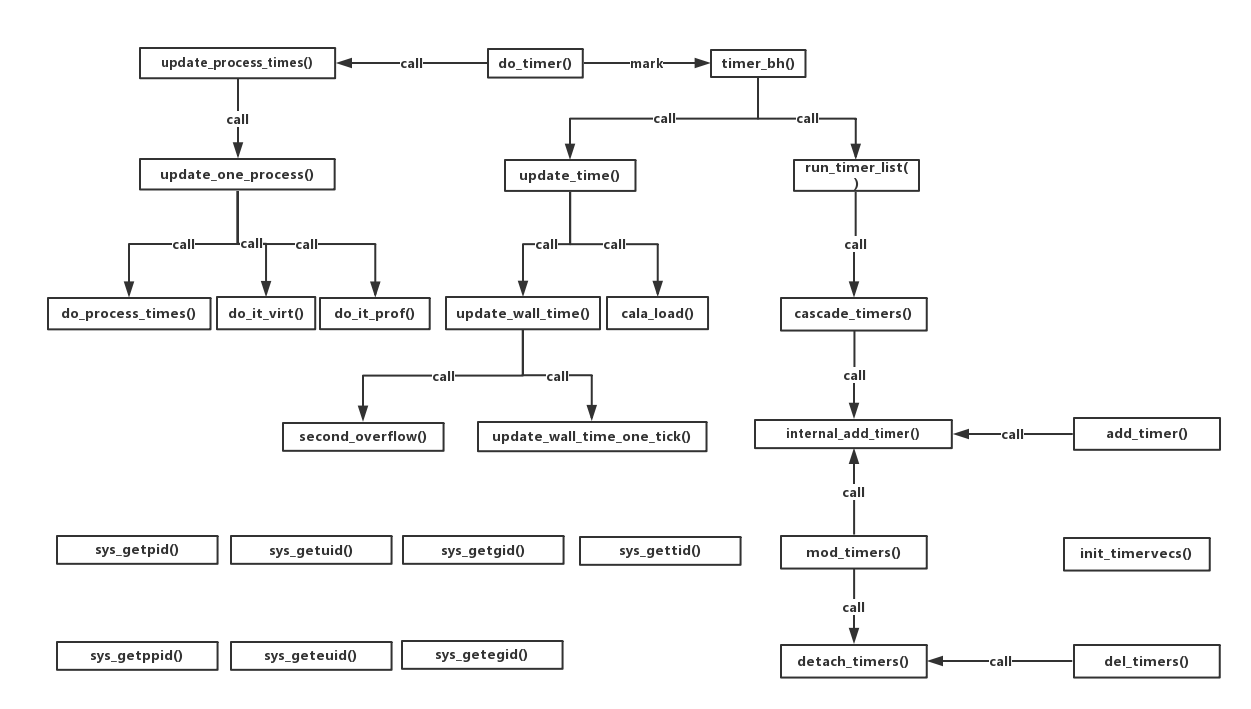 update_process_times()
call
do_timer()
mark
timer_bh()
call
call
call
update_one_process()
update_time()
run_timer_list(
)
call
call
call
call
call
call
do_process_times()
do_it_virt()
do_it_prof()
update_wall_time()
cala_load()
cascade_timers()
call
call
call
second_overflow()
update_wall_time_one_tick()
internal_add_timer()
call
add_timer()
call
sys_getpid()
sys_getuid()
sys_getgid()
sys_gettid()
mod_timers()
init_timervecs()
call
sys_getppid()
sys_geteuid()
sys_getegid()
detach_timers()
call
del_timers()